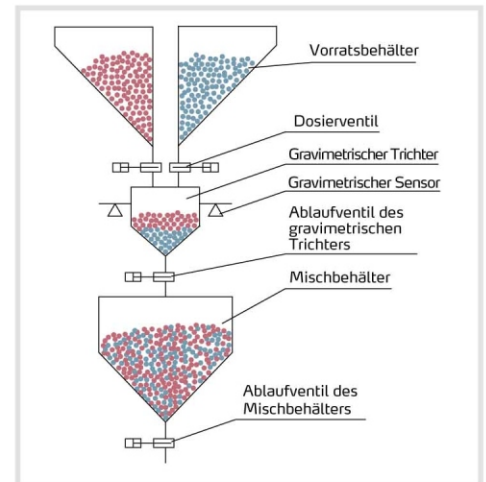 Vorratsbehälter
Dosierventil
Gravimetrischer Trichter
Gravimetrischer Sensor
Ablaufventil des
gravimetrischen
Trichters
Mischbehälter
Ablaufventil des
Mischbehälters